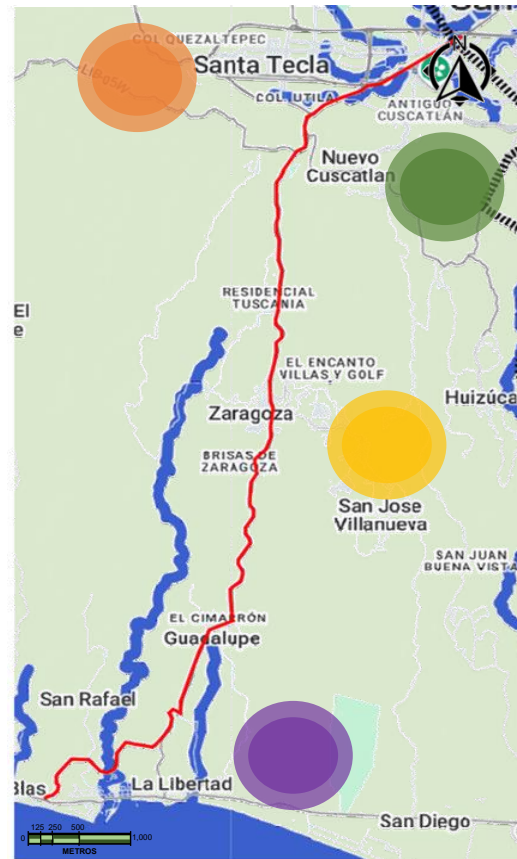 COL QUEZALTEPEC
Santa Tecla
N
COL UTILA
ANTIGUO
CUSCATLÁN
Nuevo
Cuscatlan
RESIDENCIAL
TUSCANIA
El
e
EL ENCANTO
VILLAS Y GOLF
Zaragoza
Huizúca
BRISAS DE
ZARAGOZA
San Jose
Villanueva
SAN JUAN
BUENA VISTA
EL CIMARRÓN
Guadalupe
San Rafael
Blas
La Libertad
San Diego
0 125 250 500 1,000
METROS